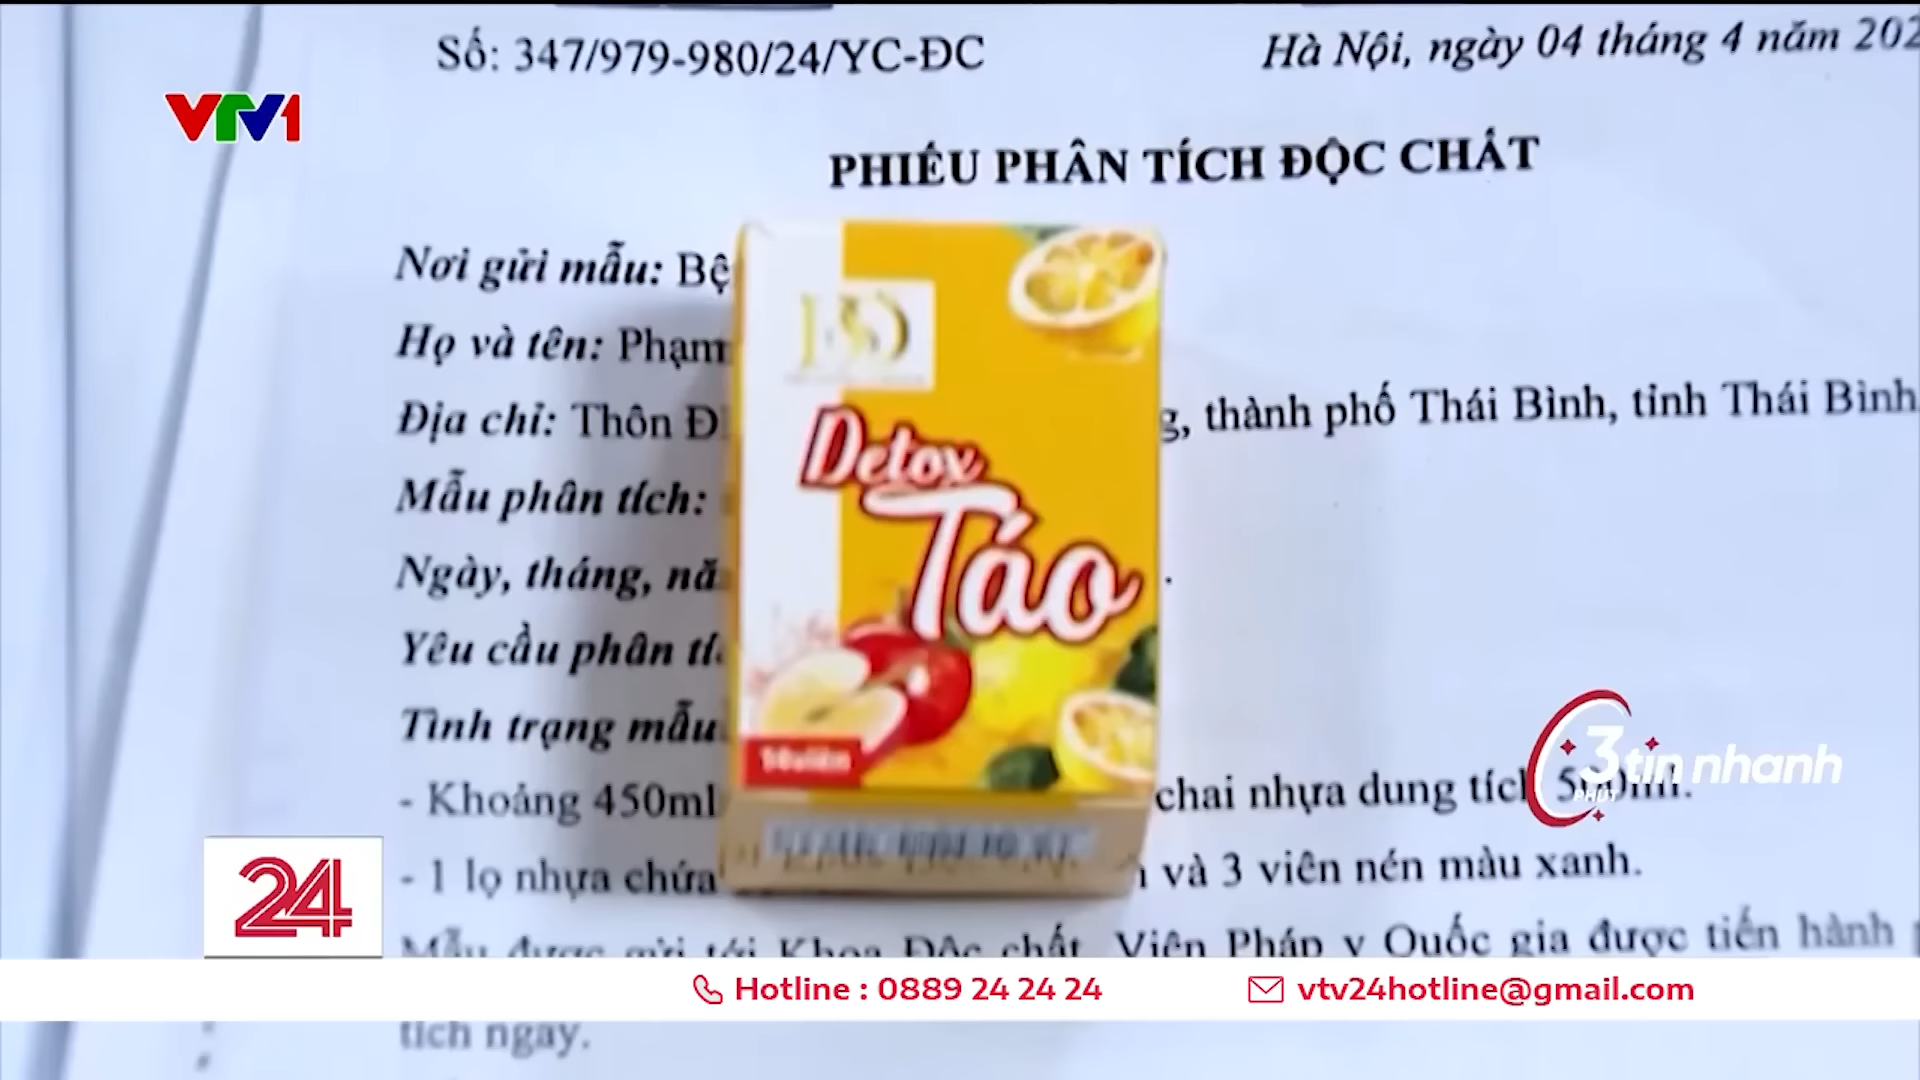 Số: 347/979-980/24/YC-ĐC
Hà Nội, ngày 04 tháng 4 năm 202
VTV1
PHIẾU PHÂN TÍCH ĐỘC CHẤT
Nơi gửi mẫu: Bệ
Họ và tên: Phạm
Địa chỉ: Thôn Đ g, thành phố Thái Bình, tỉnh Thái Bình
Mẫu phân tích:
Ngày, tháng, nă
Yêu cầu phân tí
Tình trạng mẫu
- Khoảng 450ml chai nhựa dung tích 500ml.
- 1 lọ nhựa chứa và 3 viên nén màu xanh.
Mẫu được gửi tới Khoa Độc chất, Viện Pháp y Quốc gia được tiến hành
tích ngay.
Detox
Táo
3 tin nhanh
PHÚT
24
Hotline : 0889 24 24 24
vtv24hotline@gmail.com